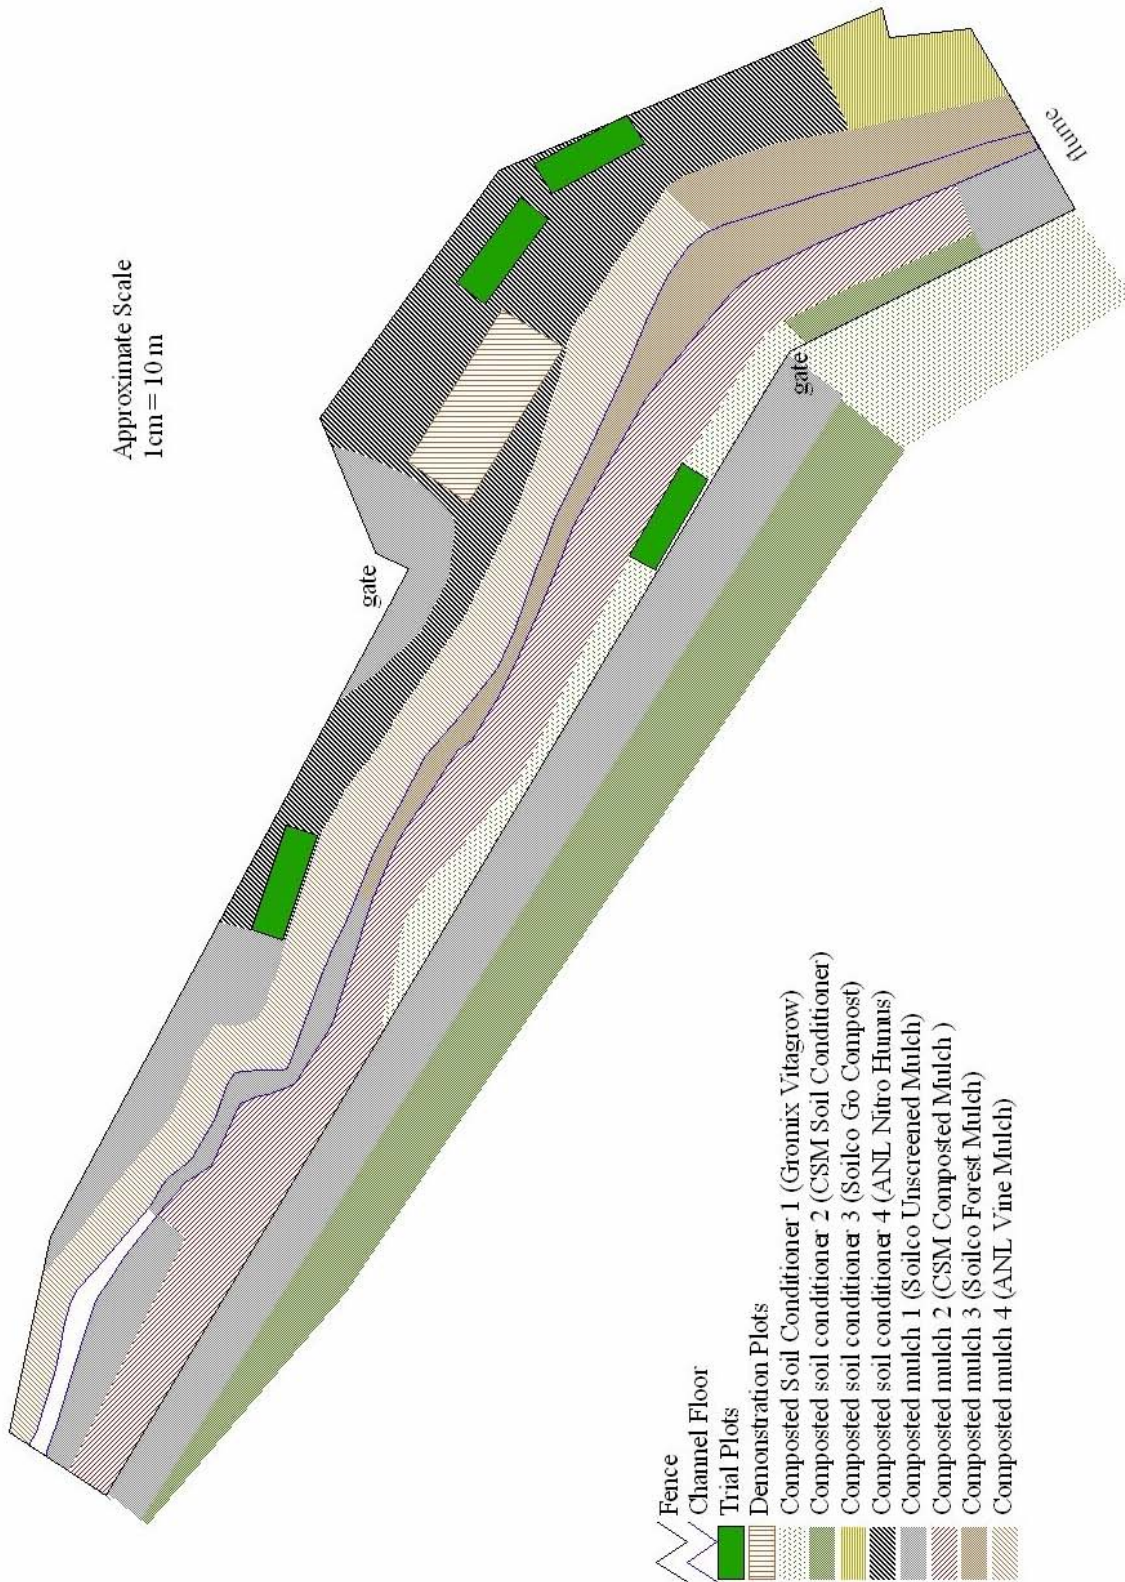 Approximate Scale
1cm = 10 m
flume
gate
gate
Fence
Channel Floor
Trial Plots
Demonstration Plots
Composted Soil Conditioner 1 (Gromix Vitagrow)
Composted soil conditioner 2 (CSM Soil Conditioner)
Composted soil conditioner 3 (Soilco Go Compost)
Composted soil conditioner 4 (ANL Nitro Humus)
Composted mulch 1 (Soilco Unscreened Mulch)
Composted mulch 2 (CSM Composted Mulch )
Composted mulch 3 (Soilco Forest Mulch)
Composted mulch 4 (ANL Vine Mulch)